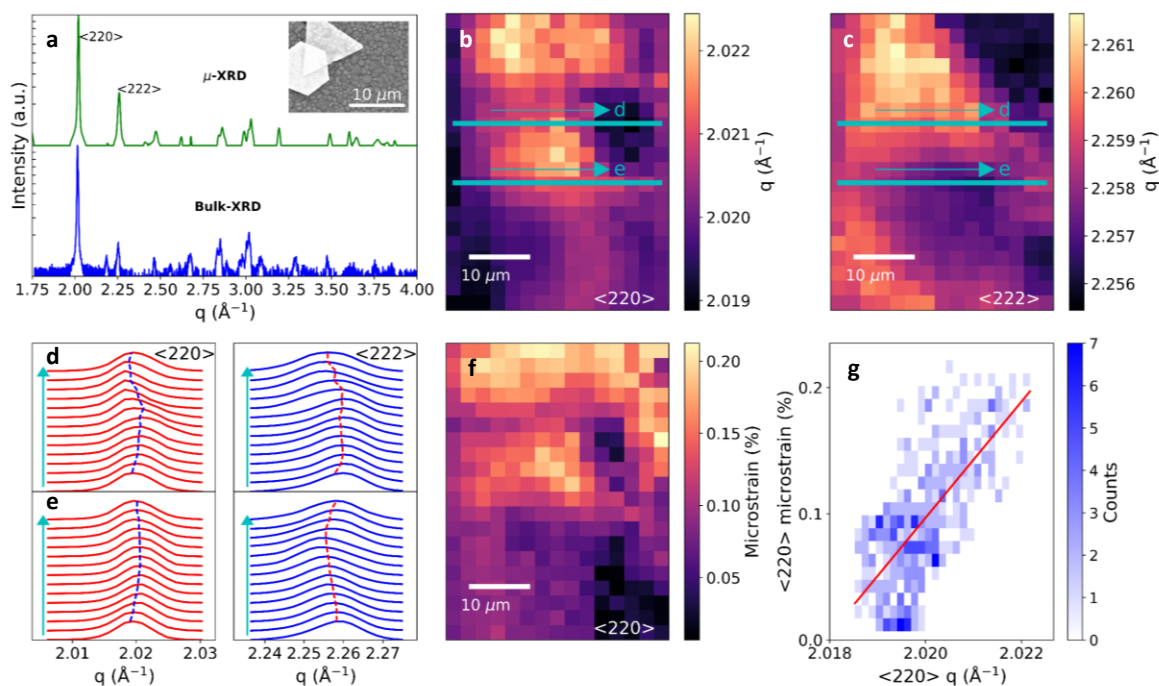 a
<220>
<222>
μ-XRD
10 μm
Bulk-XRD
Intensity (a.u.)
1.75 2.00 2.25 2.50 2.75 3.00 3.25 3.50 3.75 4.00
q (Å⁻¹)
b
d
e
10 μm
<220>
2.022
2.021
2.020
2.019
q (Å⁻¹)
c
d
e
10 μm
<222>
2.261
2.260
2.259
2.258
2.257
2.256
q (Å⁻¹)
d
<220>
<222>
e
2.01 2.02 2.03
q (Å⁻¹)
2.24 2.25 2.26 2.27
q (Å⁻¹)
f
10 μm
<220>
0.20
0.15
0.10
0.05
Microstrain (%)
g
0.2
0.1
0.0
<220> microstrain (%)
2.018 2.020 2.022
<220> q (Å⁻¹)
7
6
5
4
3
2
1
0
Counts